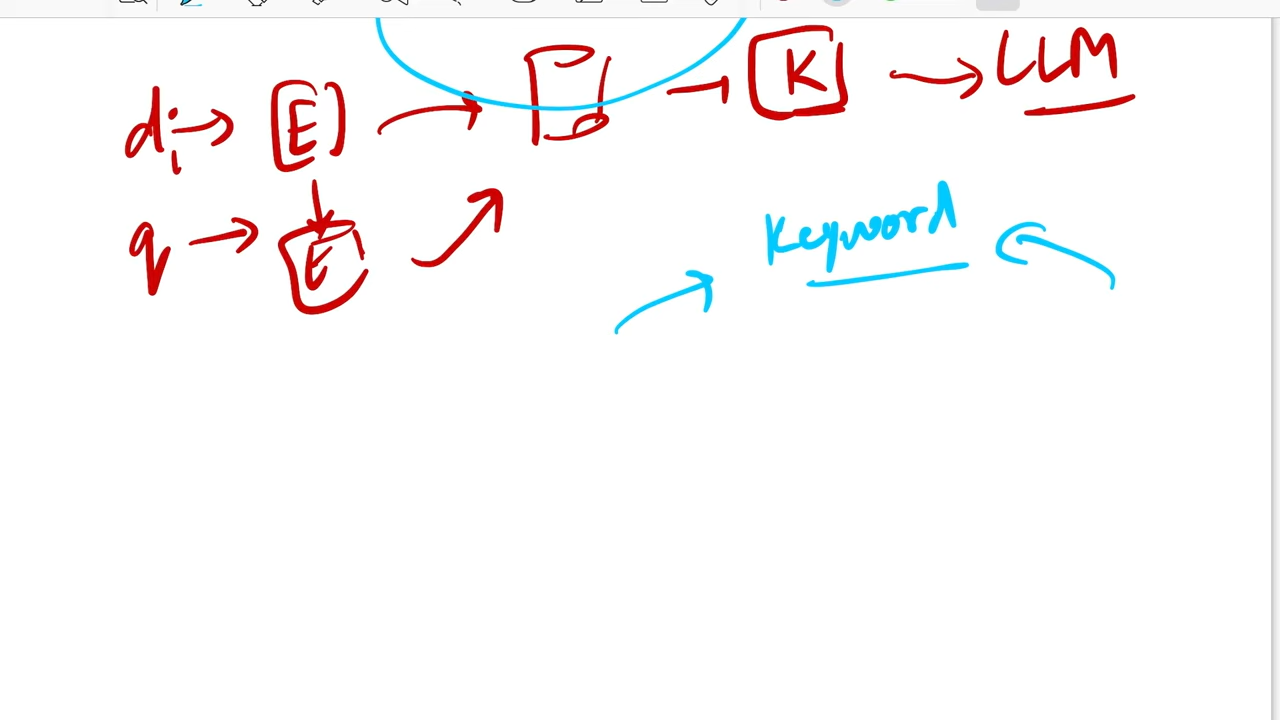 di → [E] → → K → LLM
q → E
Keyword